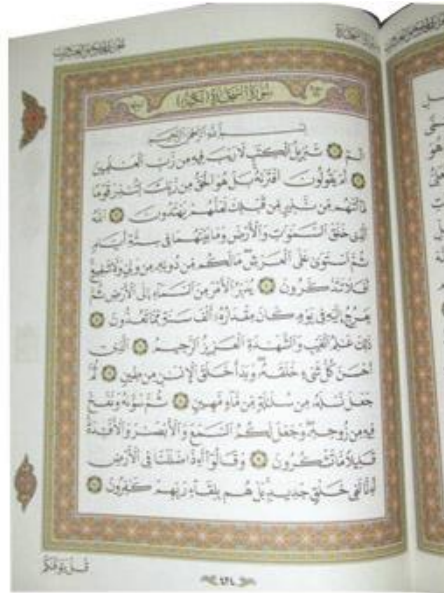 سورة السجدة
بسم الله الرحمن الرحيم
الم تنزيل الكتب لا ريب فيه من رب العلمين
أم يقولون افترىه بل هو الحق من ربك لتنذر قوما
ما أتىهم من نذير من قبلك لعلهم يهتدون الله
الذي خلق السموت والأرض وما بينهما في ستة أيام
ثم استوى على العرش ما لكم من دونه من ولي ولا شفيع
أفلا تتذكرون يدبر الأمر من السماء إلى الأرض ثم
يعرج إليه في يوم كان مقداره ألف سنة مما تعدون
ذلك علم الغيب والشهدة العزيز الرحيم الذي
أحسن كل شيء خلقه وبدأ خلق الإنسن من طين ثم
جعل نسله من سللة من ماء مهين ثم سوىه ونفخ
فيه من روحه وجعل لكم السمع والأبصر والأفئدة
قليلا ما تشكرون وقالوا أءذا ضللنا في الأرض
أءنا لفي خلق جديد بل هم بلقاء ربهم كفرون
قل يتوفىكم